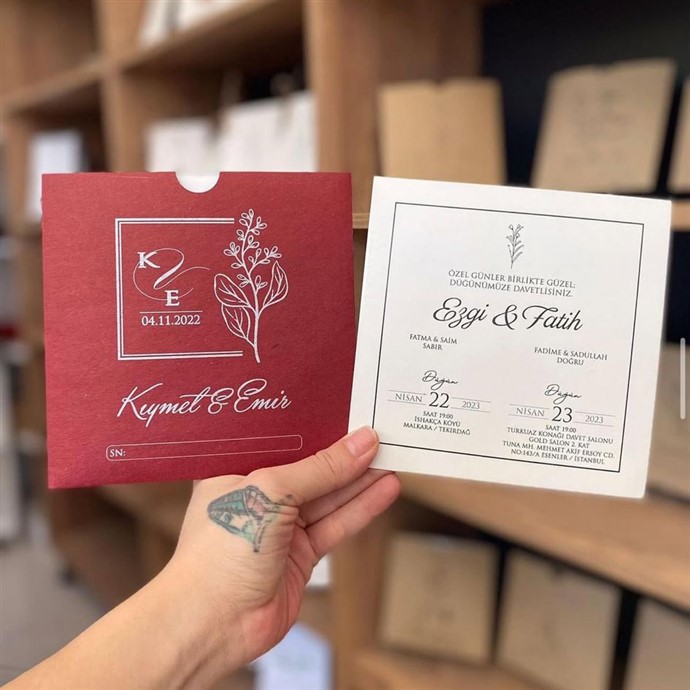 K
E
04.11.2022
Kıymet & Emir
SN:
ÖZEL GÜNLER BİRLİKTE GÜZEL;
DÜĞÜNÜMÜZE DAVETLİSİNİZ.
Ezgi & Fatih
FATMA & SAİM
SABIR
FADİME & SADULLAH
DOĞRU
Düğün
NİSAN 22 2023
SAAT 19:00
İSHAKÇA KÖYÜ
MALKARA / TEKİRDAĞ
Düğün
NİSAN 23 2023
SAAT 19:00
TURKUAZ KONAĞI DAVET SALONU
GOLD SALON 2. KAT
TUNA MH. MEHMET AKİF ERSOY CD.
NO:143/A ESENLER / İSTANBUL